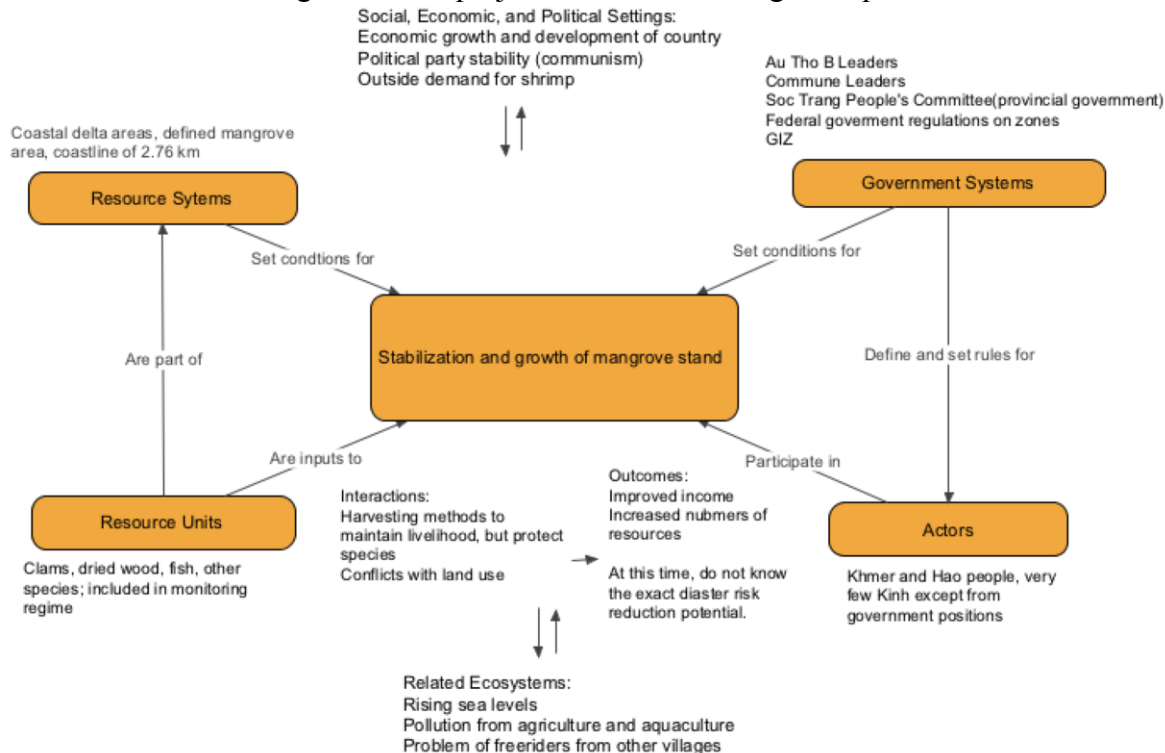 Social, Economic, and Political Settings:
Economic growth and development of country
Political party stability (communism)
Outside demand for shrimp
Au Tho B Leaders
Commune Leaders
Soc Trang People's Committee(provincial government)
Federal goverment regulations on zones
GIZ
Coastal delta areas, defined mangrove
area, coastline of 2.76 km
Resource Sytems
Government Systems
Set condtions for
Set conditions for
Are part of
Stabilization and growth of mangrove stand
Define and set rules for
Are inputs to
Participate in
Resource Units
Clams, dried wood, fish, other
species; included in monitoring
regime
Interactions:
Harvesting methods to
maintain livelihood, but protect
species
Conflicts with land use
Outcomes:
Improved income
Increased nubmers of
resources
At this time, do not know
the exact diaster risk
reduction potential.
Actors
Khmer and Hao people, very
few Kinh except from
government positions
Related Ecosystems:
Rising sea levels
Pollution from agriculture and aquaculture
Problem of freeriders from other villages